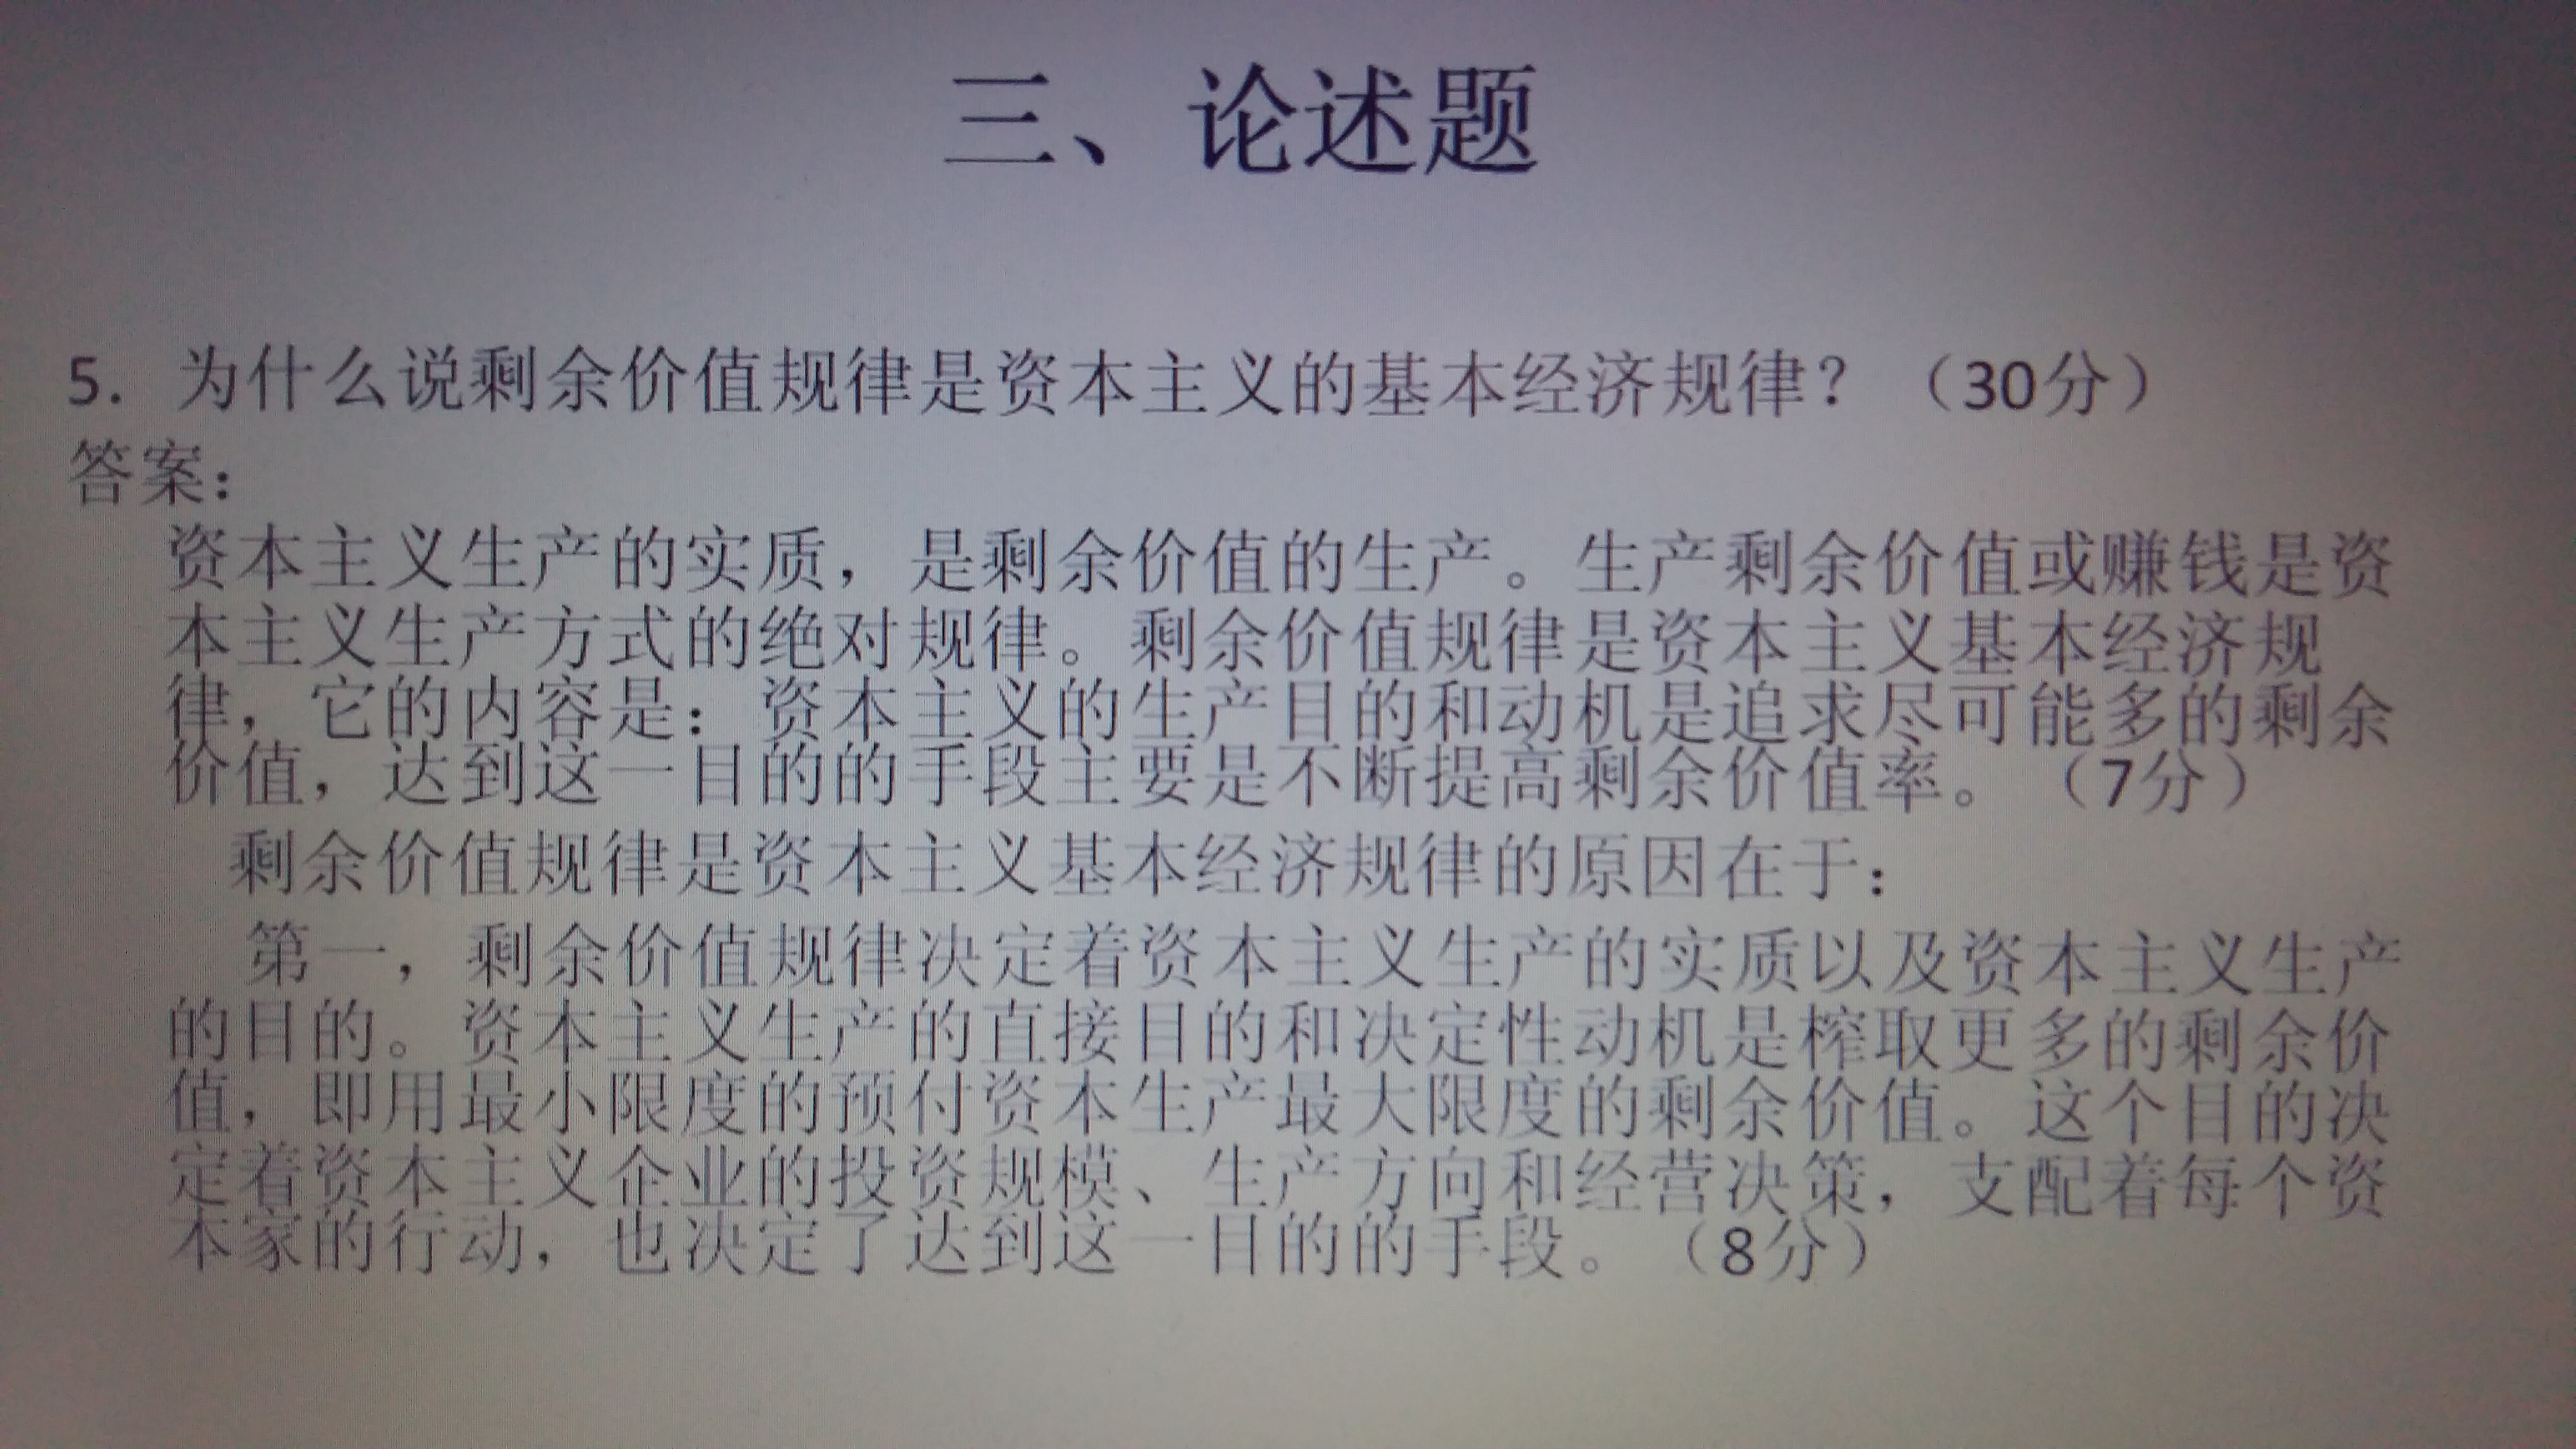 三、论述题
5. 为什么说剩余价值规律是资本主义的基本经济规律？（30分）
答案：
资本主义生产的实质，是剩余价值的生产。生产剩余价值或赚钱是资
本主义生产方式的绝对规律。剩余价值规律是资本主义基本经济规
律，它的内容是：资本主义的生产目的和动机是追求尽可能多的剩余
价值，达到这一目的的手段主要是不断提高剩余价值率。（7分）
剩余价值规律是资本主义基本经济规律的原因在于：
第一，剩余价值规律决定着资本主义生产的实质以及资本主义生产
的目的。资本主义生产的直接目的和决定性动机是榨取更多的剩余价
值，即用最小限度的预付资本生产最大限度的剩余价值。这个目的决
定着资本主义企业的投资规模、生产方向和经营决策，支配着每个资
本家的行动，也决定了达到这一目的的手段。（8分）